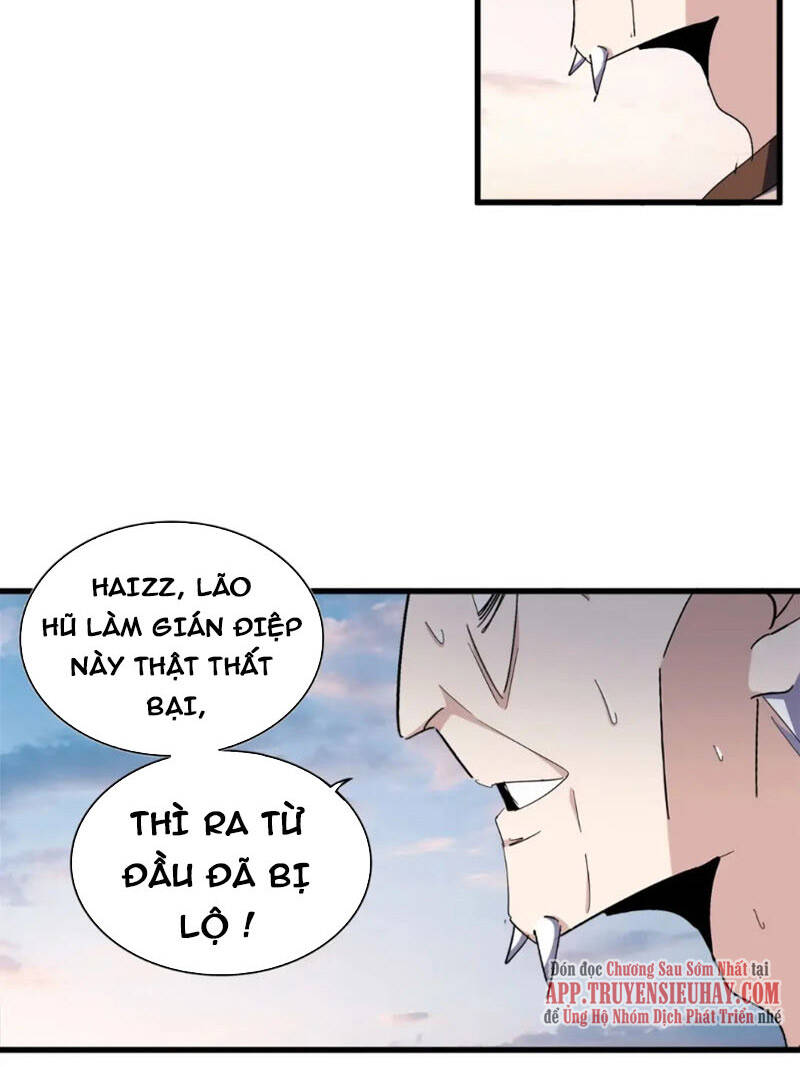 HAIZZ, LÃO
HŨ LÀM GIÁN ĐIỆP
NÀY THẬT THẤT
BẠI,
THÌ RA TỪ
ĐẦU ĐÃ BỊ
LỘ !
Đón đọc Chương Sau Sớm Nhất tại
APP.TRUYENSIEUHAY.COM
để Ủng Hộ Nhóm Dịch Phát Triển nhé